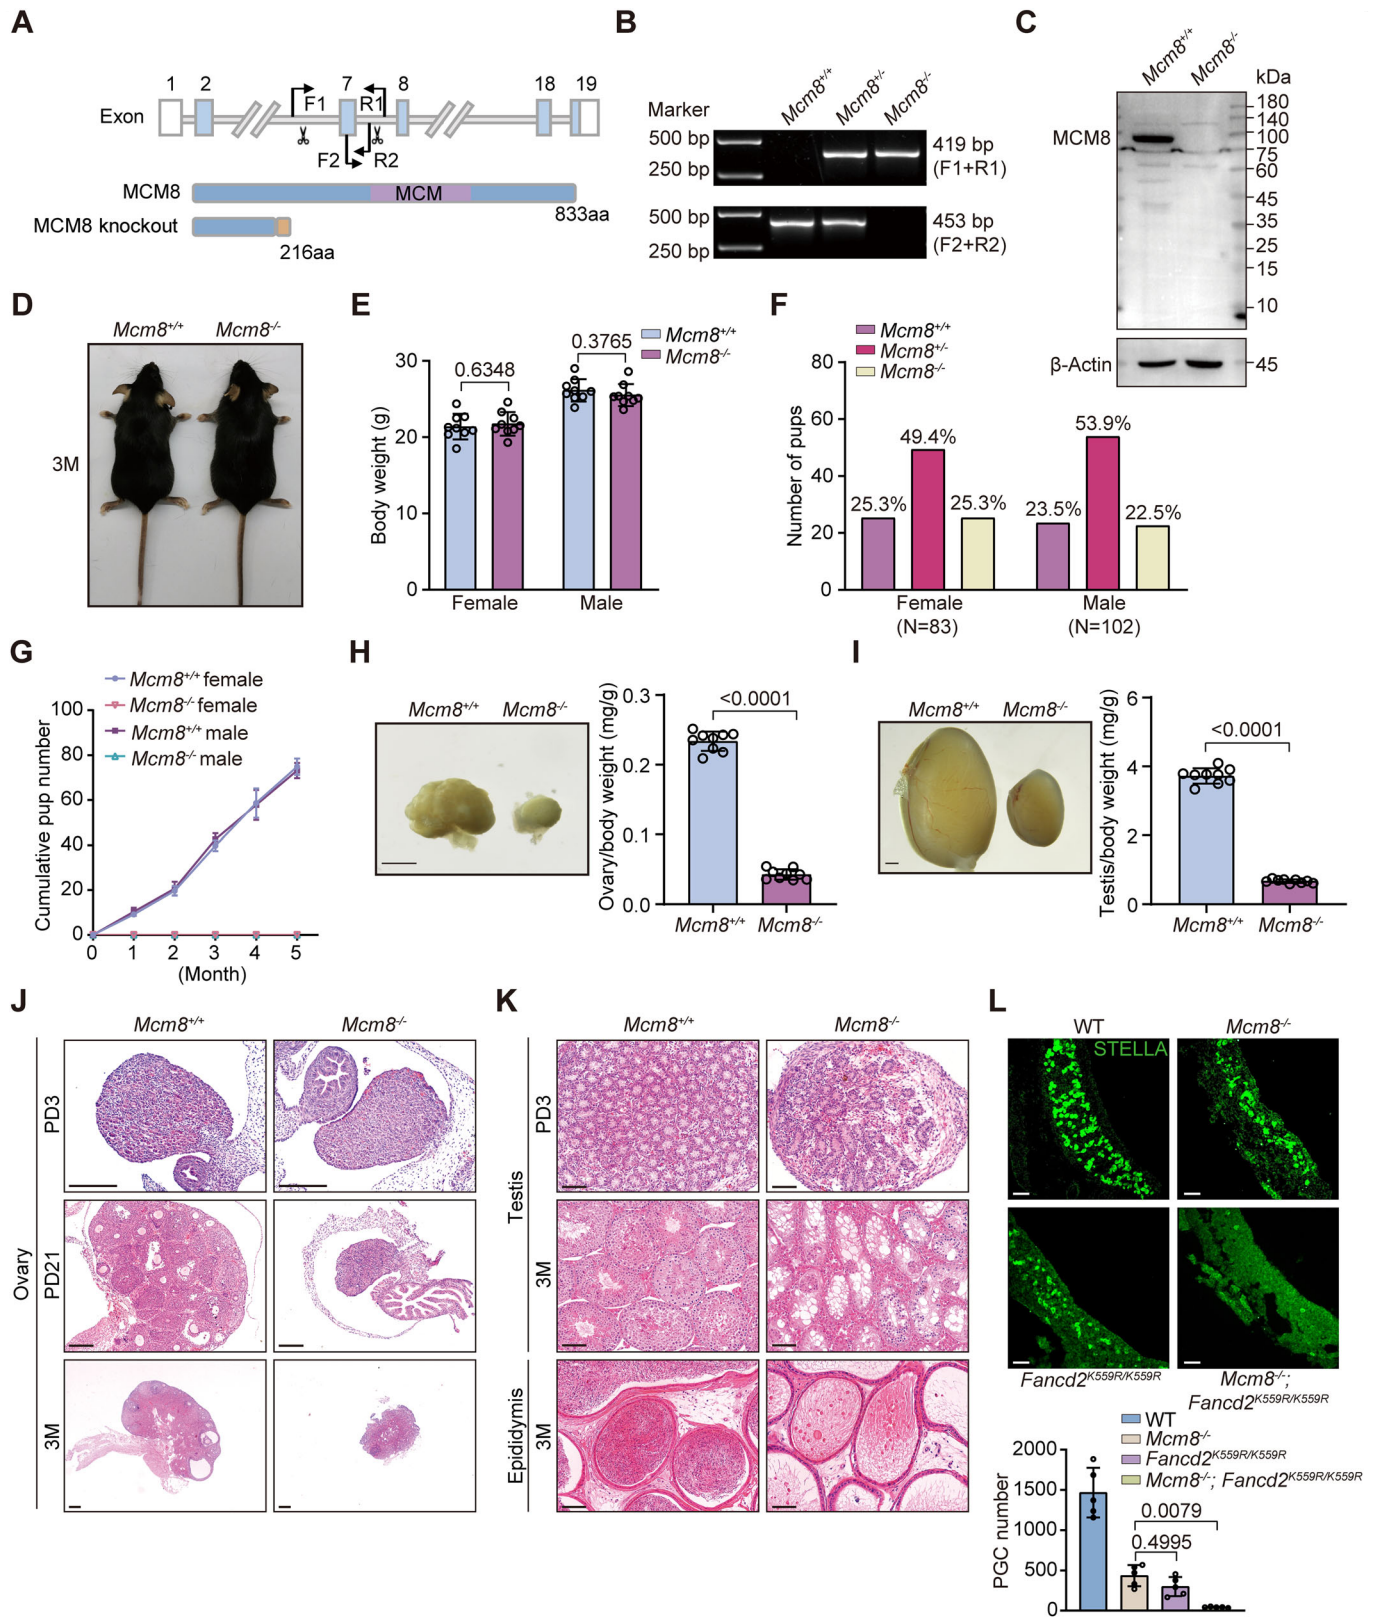 A
1 2 7 8 18 19
Exon
F1 R1
F2 R2
MCM8
MCM
833aa
MCM8 knockout
216aa
B
Mcm8+/+ Mcm8+/- Mcm8-/-
Marker
500 bp
250 bp
419 bp
(F1+R1)
500 bp
250 bp
453 bp
(F2+R2)
C
Mcm8+/+ Mcm8-/-
kDa
MCM8
180
140
100
75
60
45
35
25
15
10
β-Actin
45
D
Mcm8+/+ Mcm8-/-
3M
E
Mcm8+/+
Mcm8-/-
0.6348
0.3765
Body weight (g)
30
20
10
0
Female Male
F
Mcm8+/+
Mcm8+/-
Mcm8-/-
Number of pups
80
60
40
20
0
25.3% 49.4% 25.3%
23.5% 53.9% 22.5%
Female Male
(N=83) (N=102)
G
Mcm8+/+ female
Mcm8-/- female
Mcm8+/+ male
Mcm8-/- male
Cumulative pup number
100
80
60
40
20
0
0 1 2 3 4 5
(Month)
H
Mcm8+/+ Mcm8-/-
Ovary/body weight (mg/g)
0.3
0.2
0.1
0.0
<0.0001
Mcm8+/+ Mcm8-/-
I
Mcm8+/+ Mcm8-/-
Testis/body weight (mg/g)
6
4
2
0
<0.0001
Mcm8+/+ Mcm8-/-
J
Mcm8+/+ Mcm8-/-
Ovary
PD3
PD21
3M
K
Mcm8+/+ Mcm8-/-
Testis
PD3
3M
Epididymis
3M
L
WT Mcm8-/-
STELLA
Fancd2K559R/K559R
Mcm8-/-;
Fancd2K559R/K559R
WT
Mcm8-/-
Fancd2K559R/K559R
Mcm8-/-; Fancd2K559R/K559R
PGC number
2000
1500
1000
500
0
0.0079
0.4995